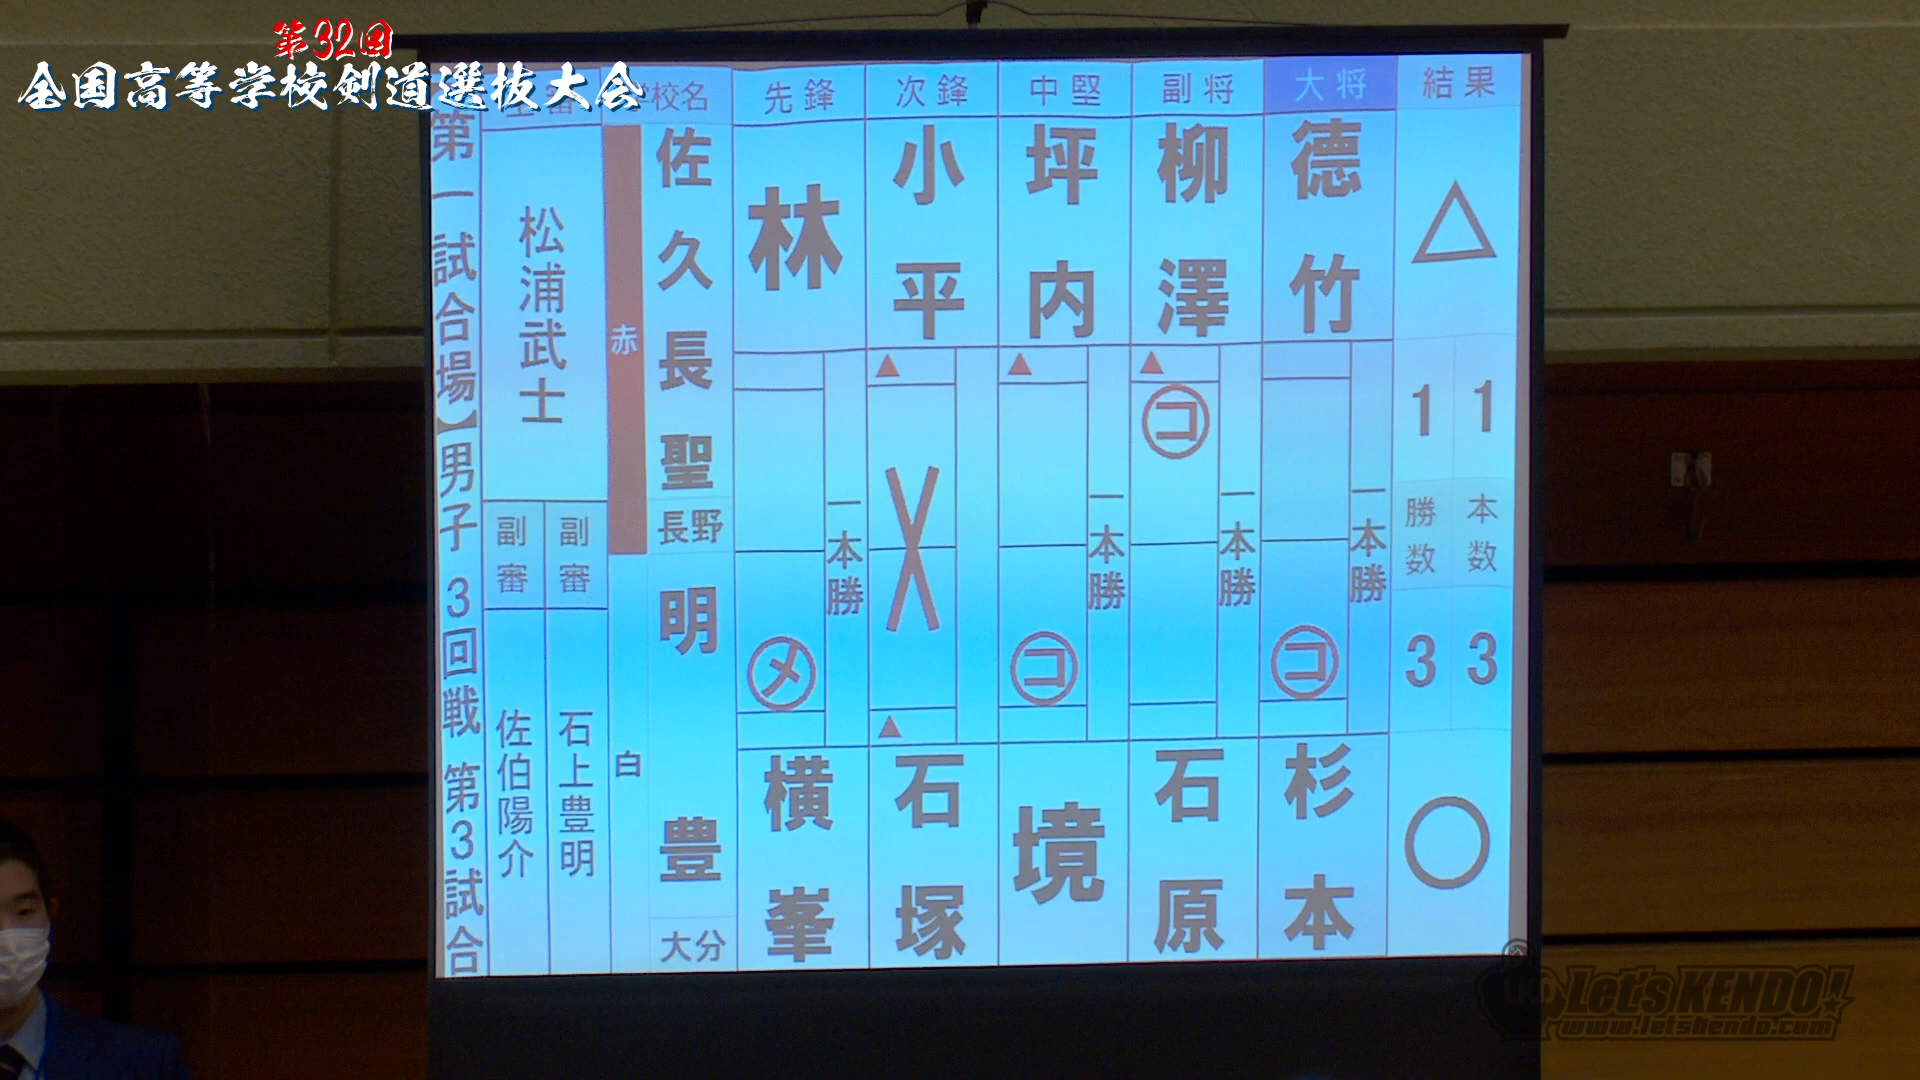 第32回
全国高等学校剣道選抜大会
校名
先鋒
次鋒
中堅
副将
大将
結果
第一試合場】男子 3回戦 第3試合
松浦武士
副審
副審
佐伯陽介
石上豊明
赤
佐久長聖
長野
林
小平
坪内
柳澤
德竹
△
▲
▲
▲
コ
1
1
一本勝
一本勝
一本勝
一本勝
勝数
本数
メ
コ
コ
3
3
▲
白
明豊
大分
横峯
石塚
境
石原
杉本
○
Let's KENDO!
www.letskendo.com